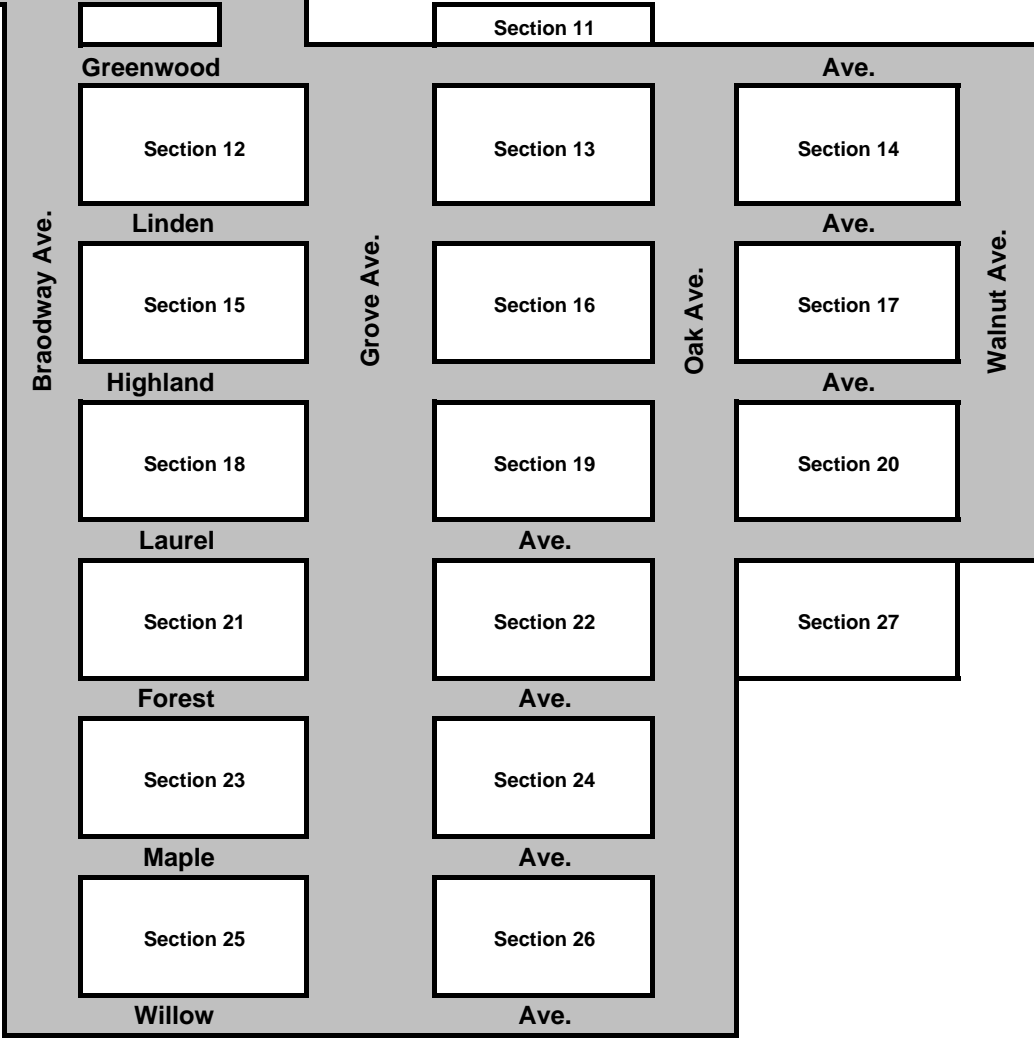 Section 11
Greenwood Ave.
Section 12 Section 13 Section 14
Linden Ave.
Braodway Ave.
Grove Ave.
Oak Ave.
Walnut Ave.
Section 15 Section 16 Section 17
Highland Ave.
Section 18 Section 19 Section 20
Laurel Ave.
Section 21 Section 22 Section 27
Forest Ave.
Section 23 Section 24
Maple Ave.
Section 25 Section 26
Willow Ave.